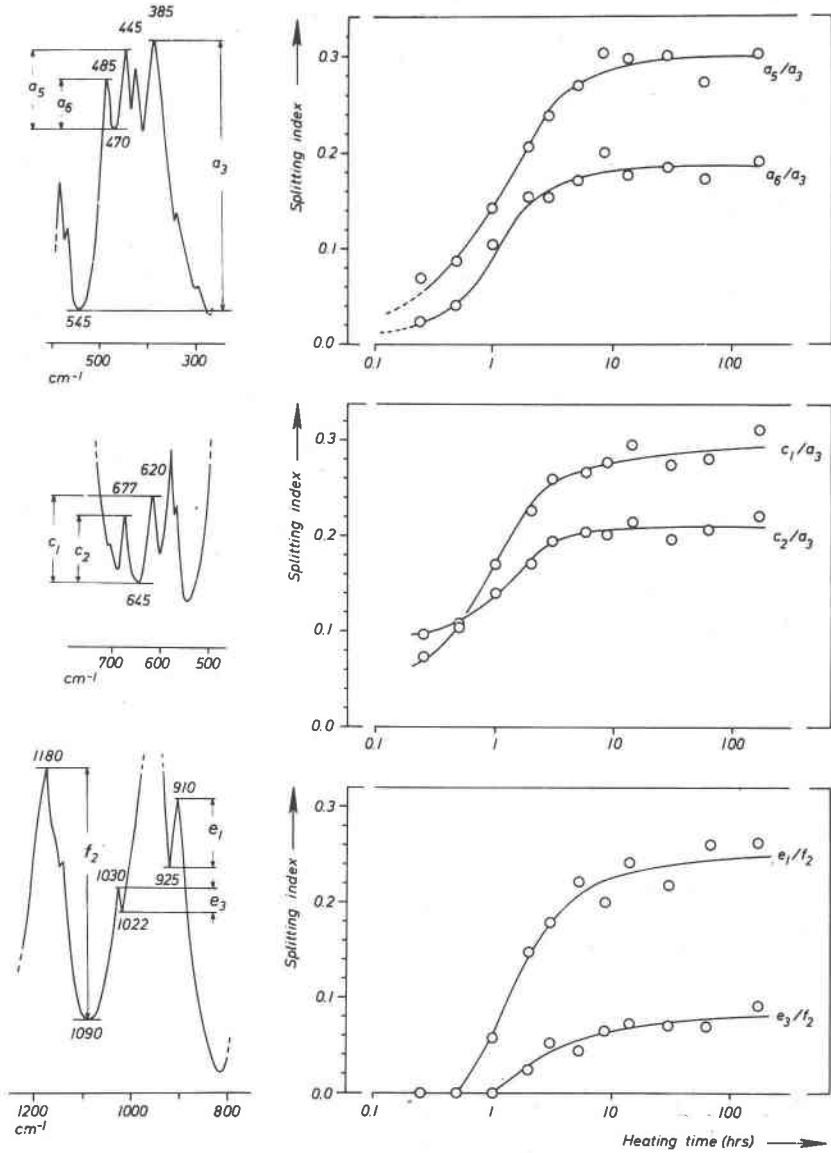 385
445
485
a5
a6
470
a3
545
500 300
cm-1
Splitting index
0.3
0.2
0.1
0.0
a5/a3
a6/a3
0.1 1 10 100
620
677
c1
c2
645
700 600 500
cm-1
Splitting index
0.3
0.2
0.1
0.0
c1/a3
c2/a3
0.1 1 10 100
1180
910
f2
e1
1030 925
e3
1022
1090
1200 1000 800
cm-1
Splitting index
0.3
0.2
0.1
0.0
e1/f2
e3/f2
0.1 1 10 100
Heating time (hrs)